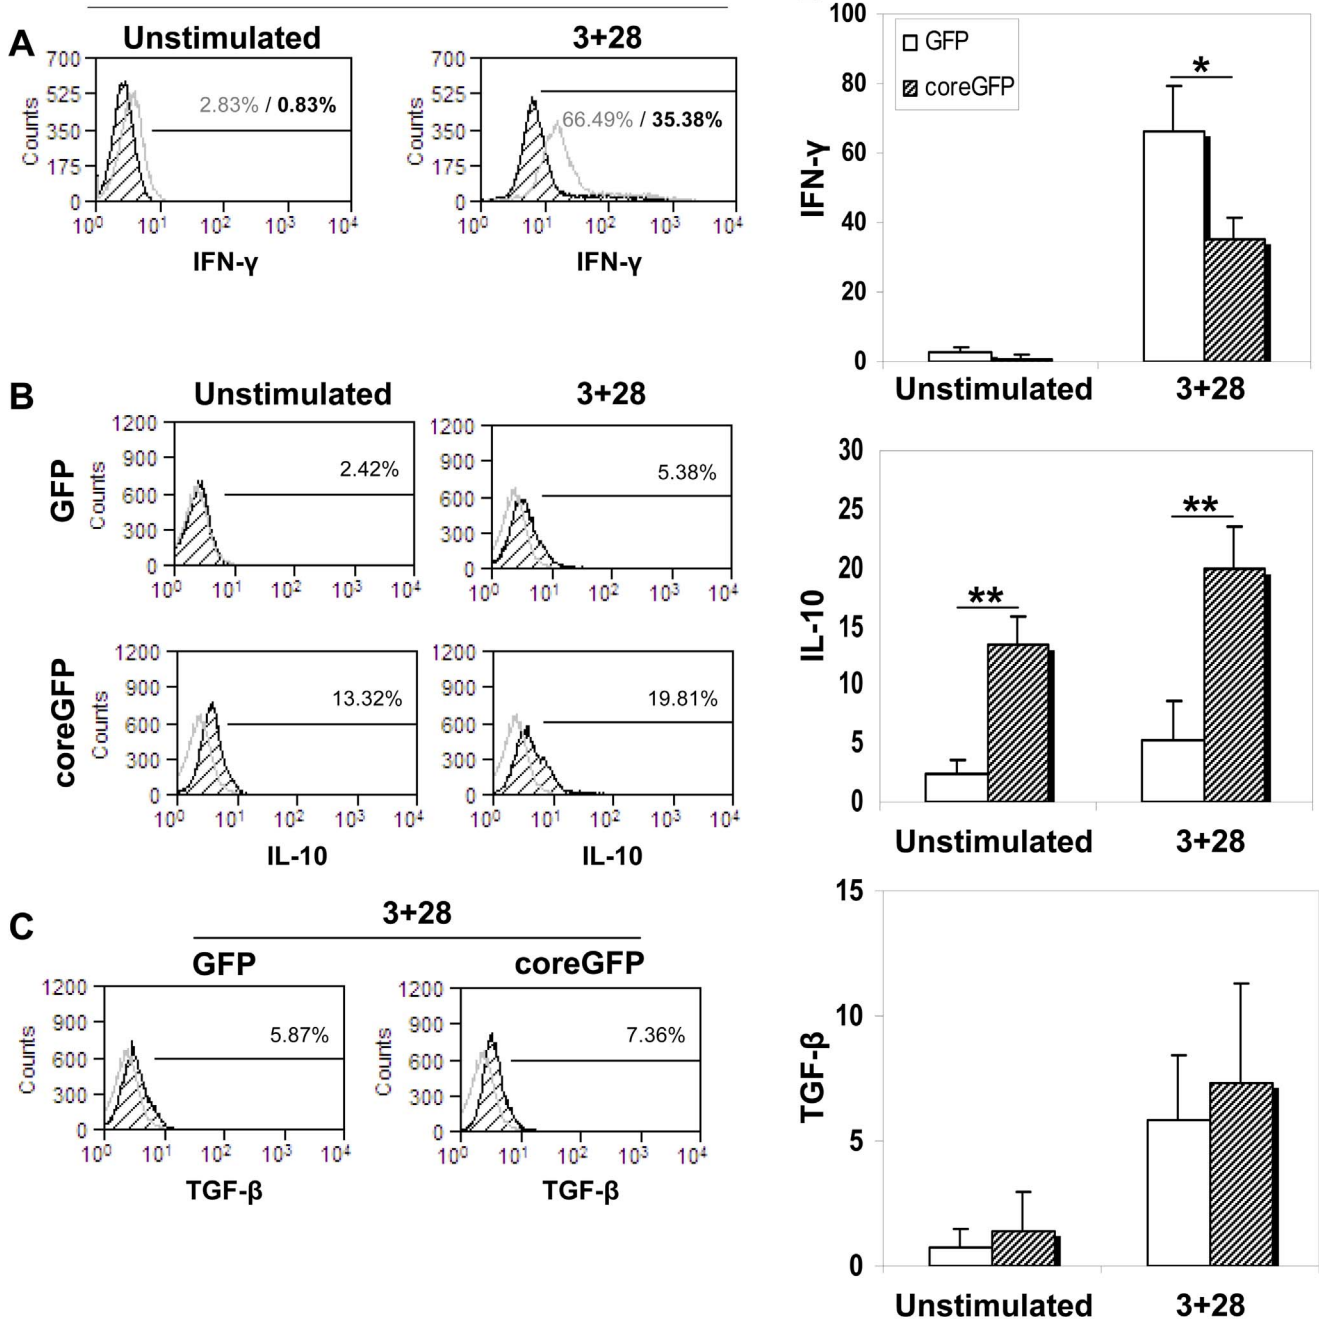 A
Unstimulated
3+28
700
525
350
175
0
Counts
2.83% / 0.83%
10⁰ 10¹ 10² 10³ 10⁴
IFN-γ
700
525
350
175
0
Counts
66.49% / 35.38%
10⁰ 10¹ 10² 10³ 10⁴
IFN-γ
100
80
60
40
20
0
IFN-γ
GFP
coreGFP
*
Unstimulated
3+28
B
Unstimulated
3+28
GFP
1200
900
600
300
0
Counts
2.42%
10⁰ 10¹ 10² 10³ 10⁴
1200
900
600
300
0
5.38%
10⁰ 10¹ 10² 10³ 10⁴
coreGFP
1200
900
600
300
0
Counts
13.32%
10⁰ 10¹ 10² 10³ 10⁴
IL-10
1200
900
600
300
0
19.81%
10⁰ 10¹ 10² 10³ 10⁴
IL-10
30
25
20
15
10
5
0
IL-10
**
**
Unstimulated
3+28
C
3+28
GFP
coreGFP
1200
900
600
300
0
Counts
5.87%
10⁰ 10¹ 10² 10³ 10⁴
TGF-β
1200
900
600
300
0
Counts
7.36%
10⁰ 10¹ 10² 10³ 10⁴
TGF-β
15
10
5
0
TGF-β
Unstimulated
3+28